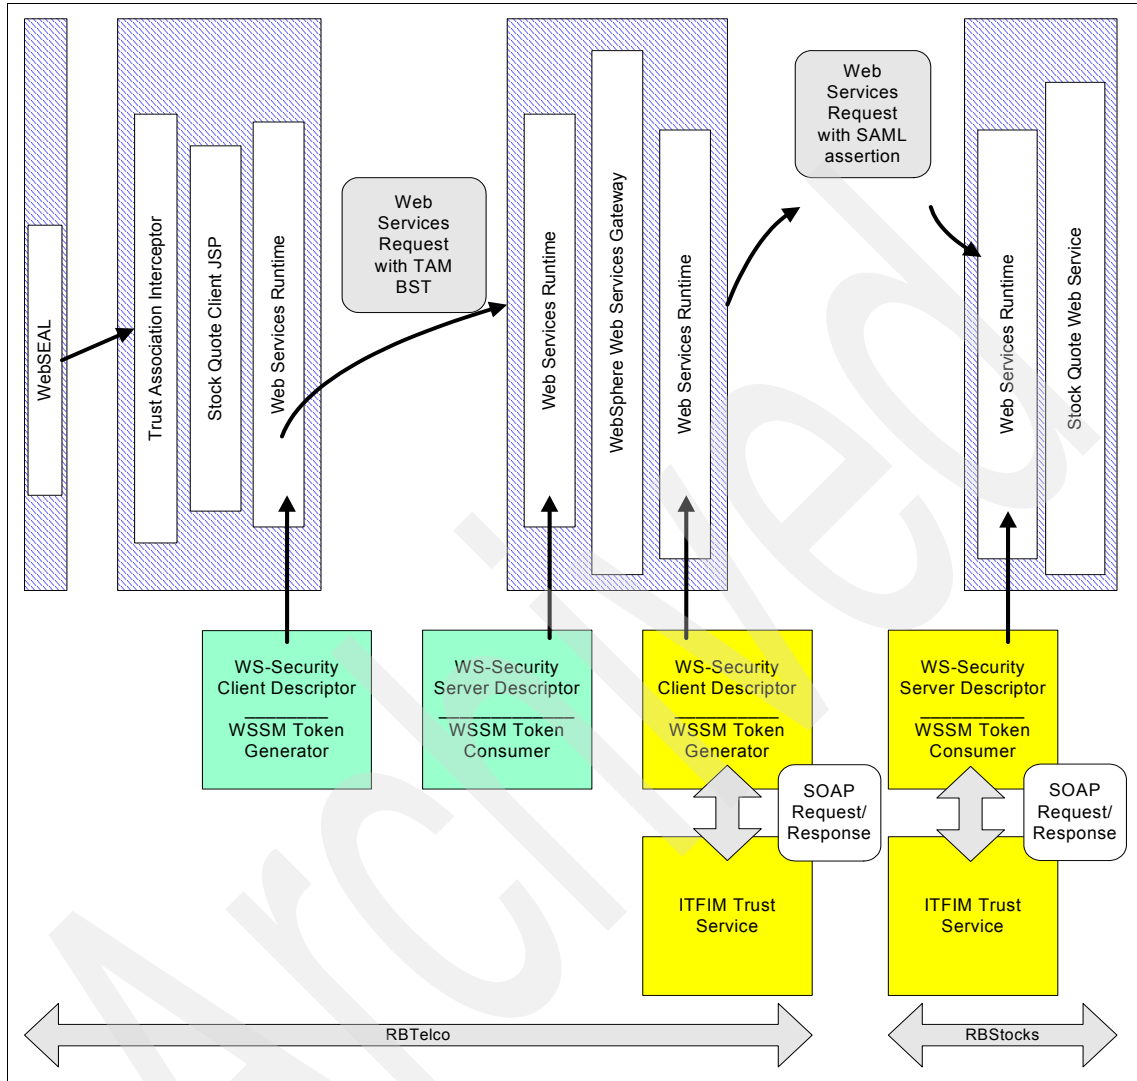 WebSEAL
Trust Association Interceptor
Stock Quote Client JSP
Web Services Runtime
Web
Services
Request
with TAM
BST
Web Services Runtime
WebSphere Web Services Gateway
Web Services Runtime
Web
Services
Request
with SAML
assertion
Web Services Runtime
Stock Quote Web Service
WS-Security
Client Descriptor
WSSM Token
Generator
WS-Security
Server Descriptor
WSSM Token
Consumer
WS-Security
Client Descriptor
WSSM Token
Generator
WS-Security
Server Descriptor
WSSM Token
Consumer
SOAP
Request/
Response
SOAP
Request/
Response
ITFIM Trust
Service
ITFIM Trust
Service
RBTelco
RBStocks
Archived